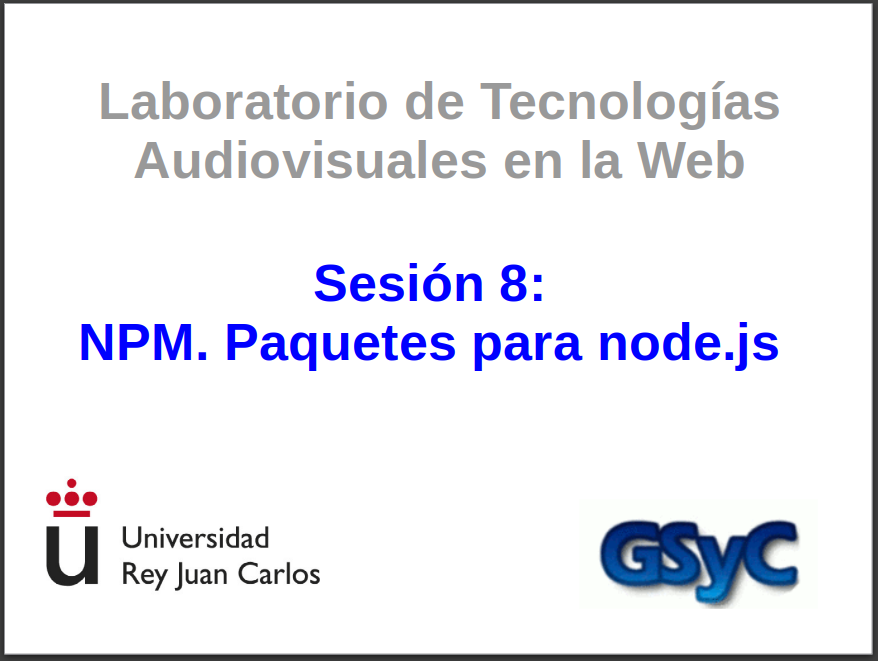 Laboratorio de Tecnologías
Audiovisuales en la Web
Sesión 8:
NPM. Paquetes para node.js
u
Universidad
Rey Juan Carlos
GSyC